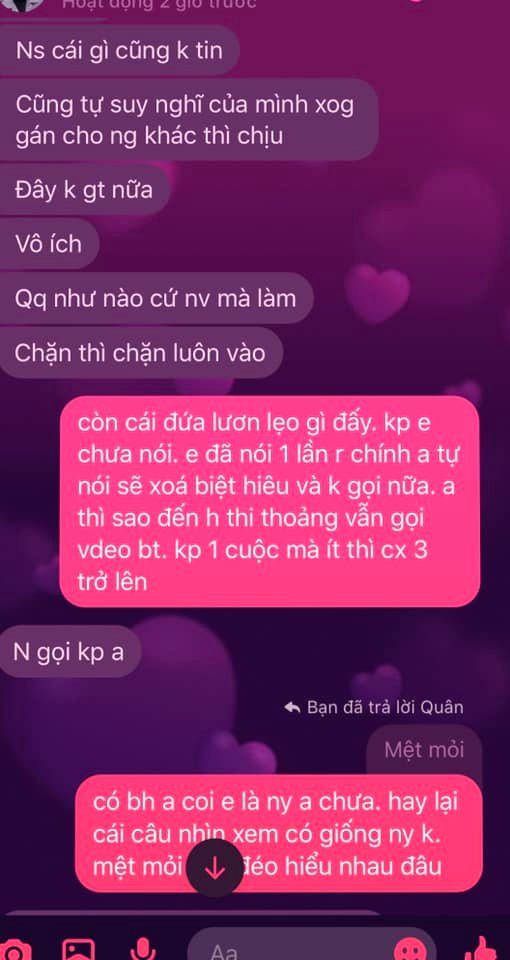 Hoạt động 2 giờ trước
Ns cái gì cũng k tin
Cũng tự suy nghĩ của mình xog
gán cho ng khác thì chịu
Đây k gt nữa
Vô ích
Qq như nào cứ nv mà làm
Chặn thì chặn luôn vào
còn cái đứa lươn lẹo gì đấy. kp e
chưa nói. e đã nói 1 lần r chính a tự
nói sẽ xoá biệt hiêu và k gọi nữa. a
thì sao đến h thi thoảng vẫn gọi
vdeo bt. kp 1 cuộc mà ít thì cx 3
trở lên
N gọi kp a
Bạn đã trả lời Quân
Mệt mỏi
có bh a coi e là ny a chưa. hay lại
cái câu nhìn xem có giống ny k.
mệt mỏi đéo hiểu nhau đâu
Aa